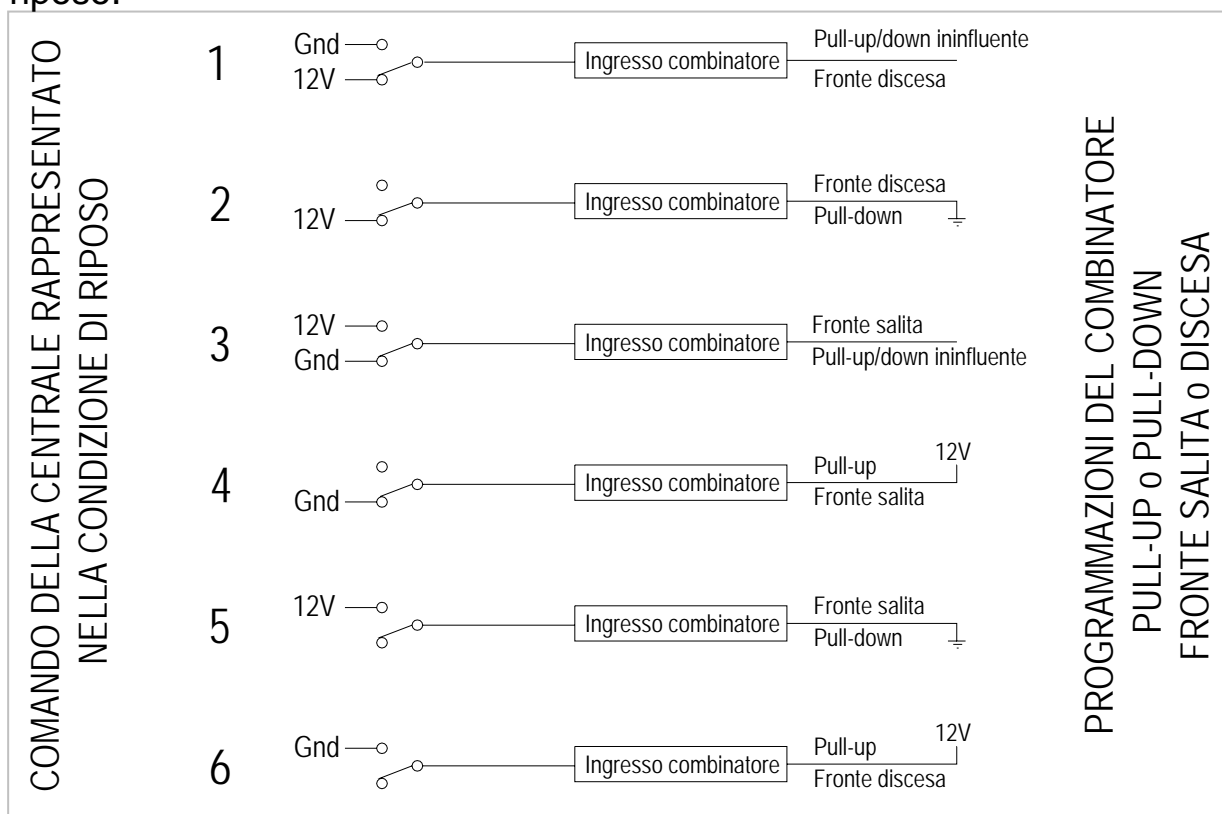 COMANDO DELLA CENTRALE RAPPRESENTATO
NELLA CONDIZIONE DI RIPOSO
1
Gnd
12V
Ingresso combinatore
Pull-up/down ininfluente
Fronte discesa
2
12V
Ingresso combinatore
Fronte discesa
Pull-down
3
12V
Gnd
Ingresso combinatore
Fronte salita
Pull-up/down ininfluente
4
Gnd
Ingresso combinatore
Pull-up
Fronte salita
12V
5
12V
Ingresso combinatore
Fronte salita
Pull-down
6
Gnd
Ingresso combinatore
Pull-up
Fronte discesa
12V
PROGRAMMAZIONI DEL COMBINATORE
PULL-UP o PULL-DOWN
FRONTE SALITA o DISCESA